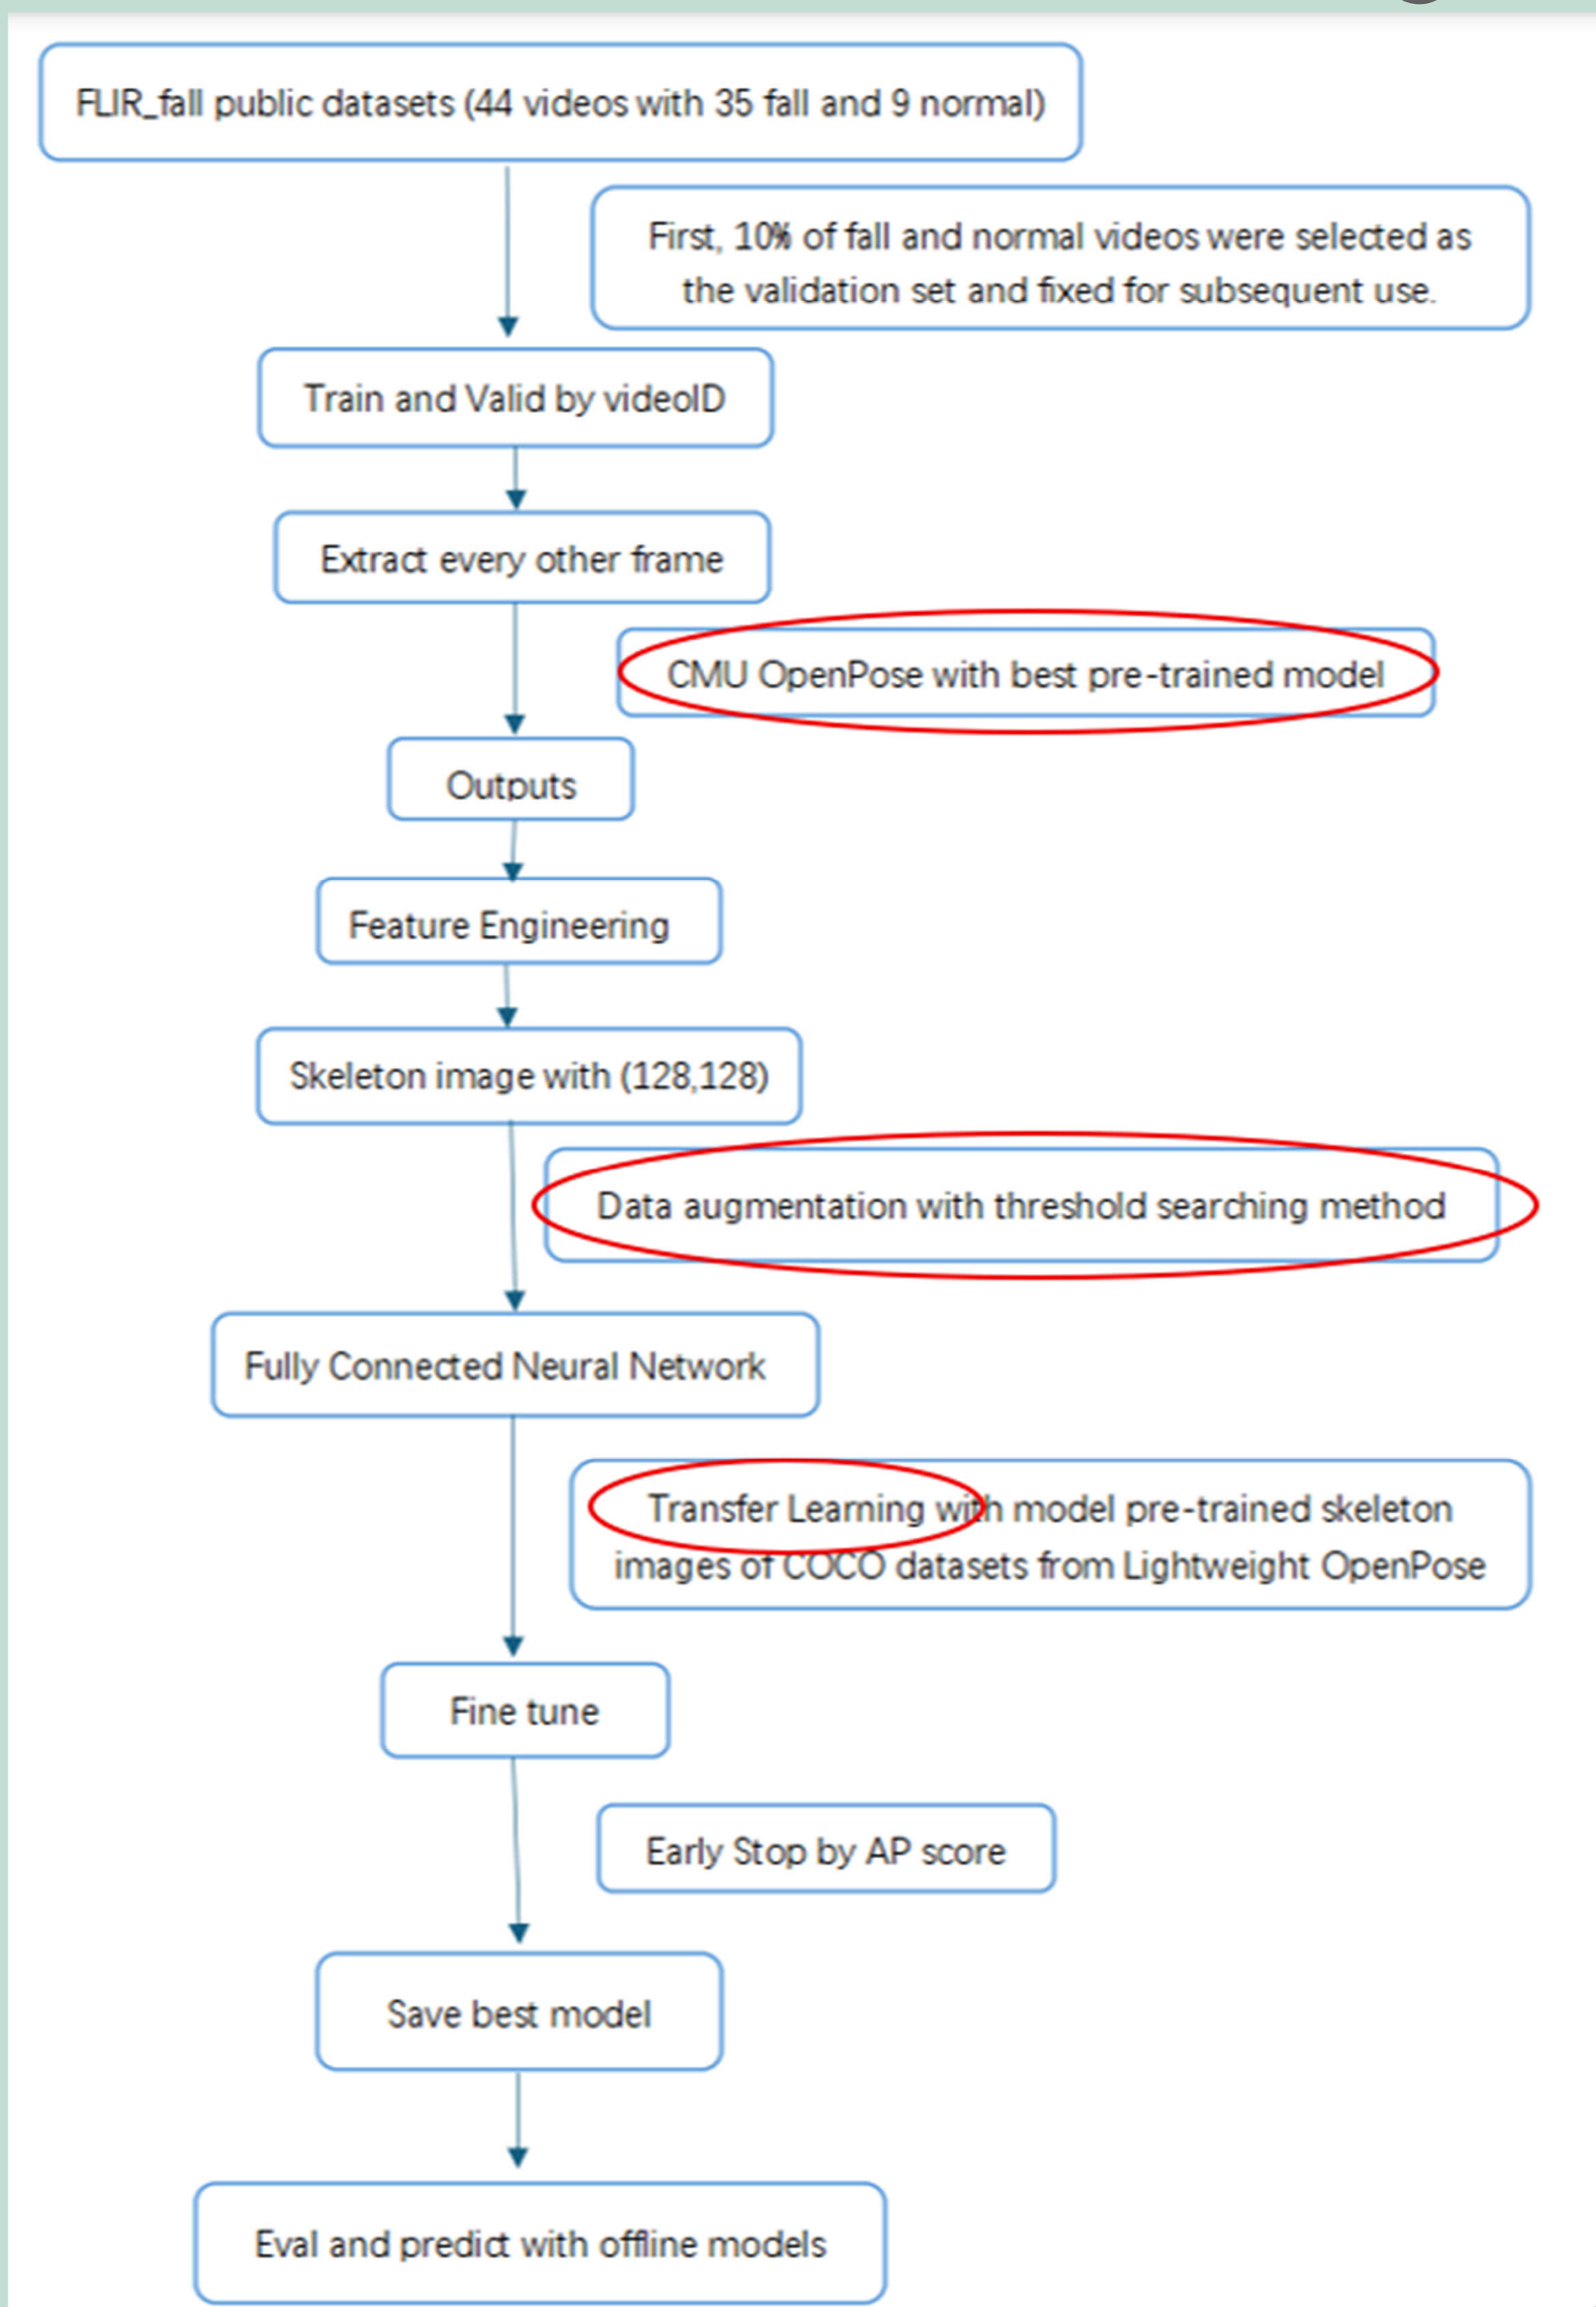 FLIR_fall public datasets (44 videos with 35 fall and 9 normal)
First, 10% of fall and normal videos were selected as
the validation set and fixed for subsequent use.
Train and Valid by videoID
Extract every other frame
CMU OpenPose with best pre-trained model
Outputs
Feature Engineering
Skeleton image with (128,128)
Data augmentation with threshold searching method
Fully Connected Neural Network
Transfer Learning with model pre-trained skeleton
images of COCO datasets from Lightweight OpenPose
Fine tune
Early Stop by AP score
Save best model
Eval and predict with offline models